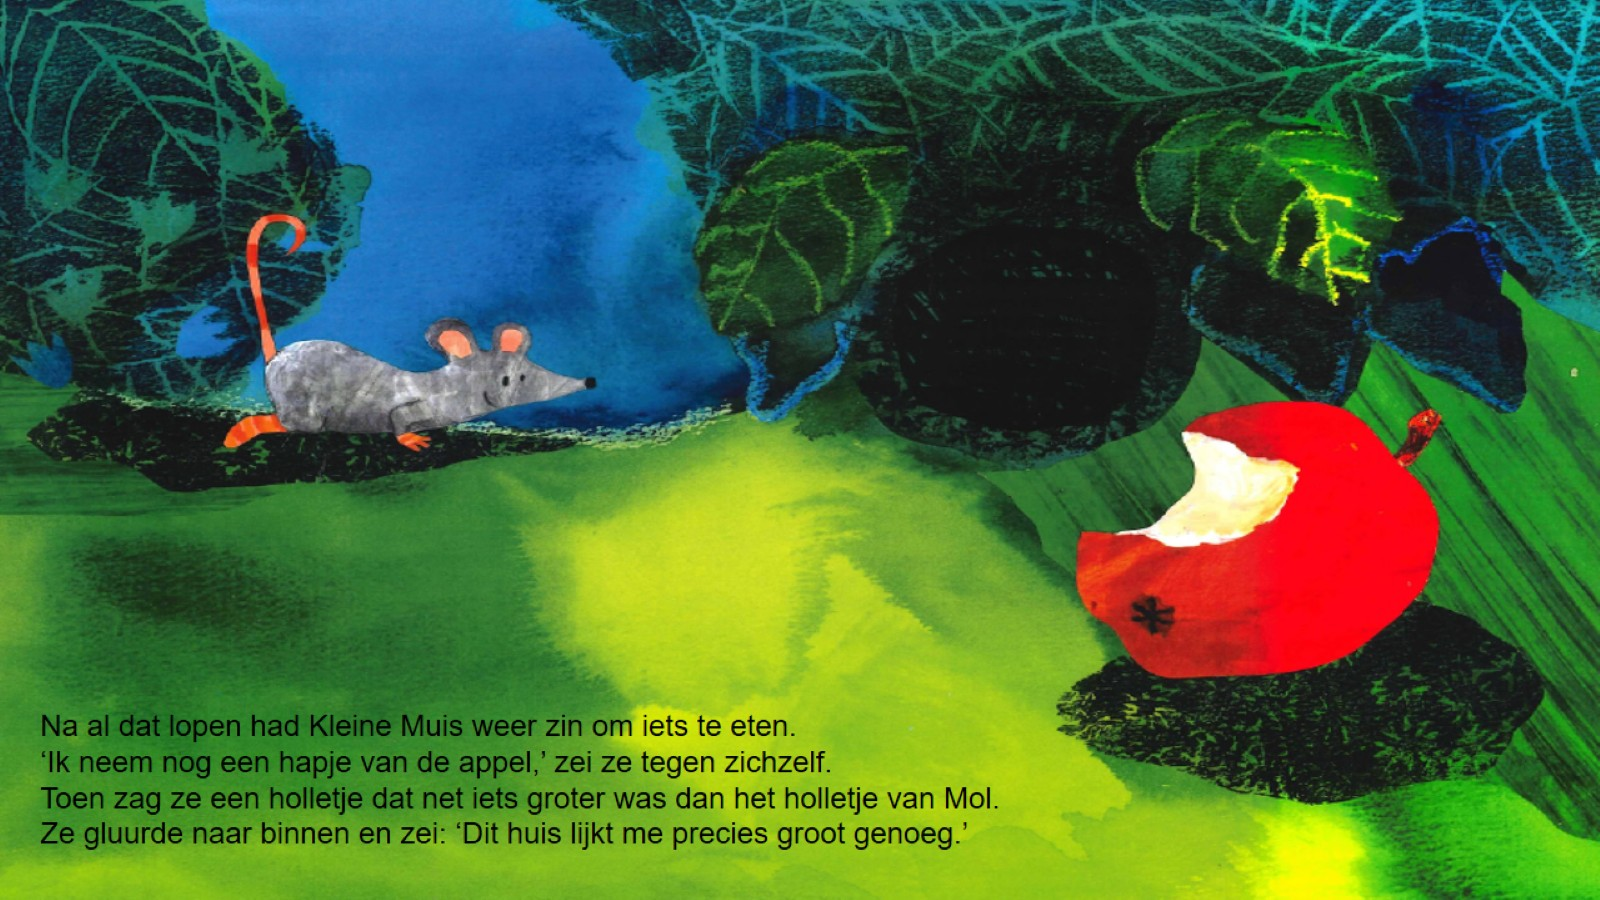 Na al dat lopen had Kleine Muis weer zin om iets te eten.
‘Ik neem nog een hapje van de appel,’ zei ze tegen zichzelf.
Toen zag ze een holletje dat net iets groter was dan het holletje van Mol.
Ze gluurde naar binnen en zei: ‘Dit huis lijkt me precies groot genoeg.’